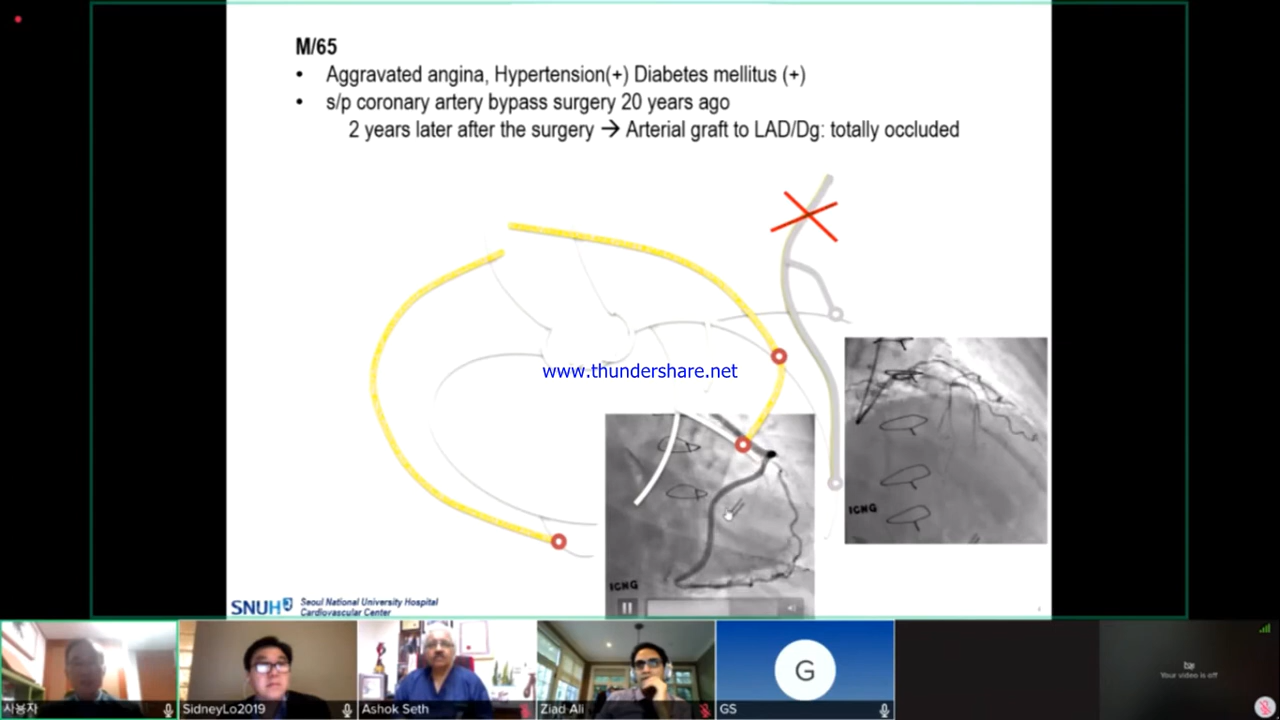 M/65
• Aggravated angina, Hypertension(+) Diabetes mellitus (+)
• s/p coronary artery bypass surgery 20 years ago
2 years later after the surgery → Arterial graft to LAD/Dg: totally occluded
www.thundershare.net
ICHG
ICHG
SNUH Seoul National University Hospital
Cardiovascular Center
4
사용자
SidneyLo2019
Ashok Seth
Ziad Ali
G
GS
Your video is off